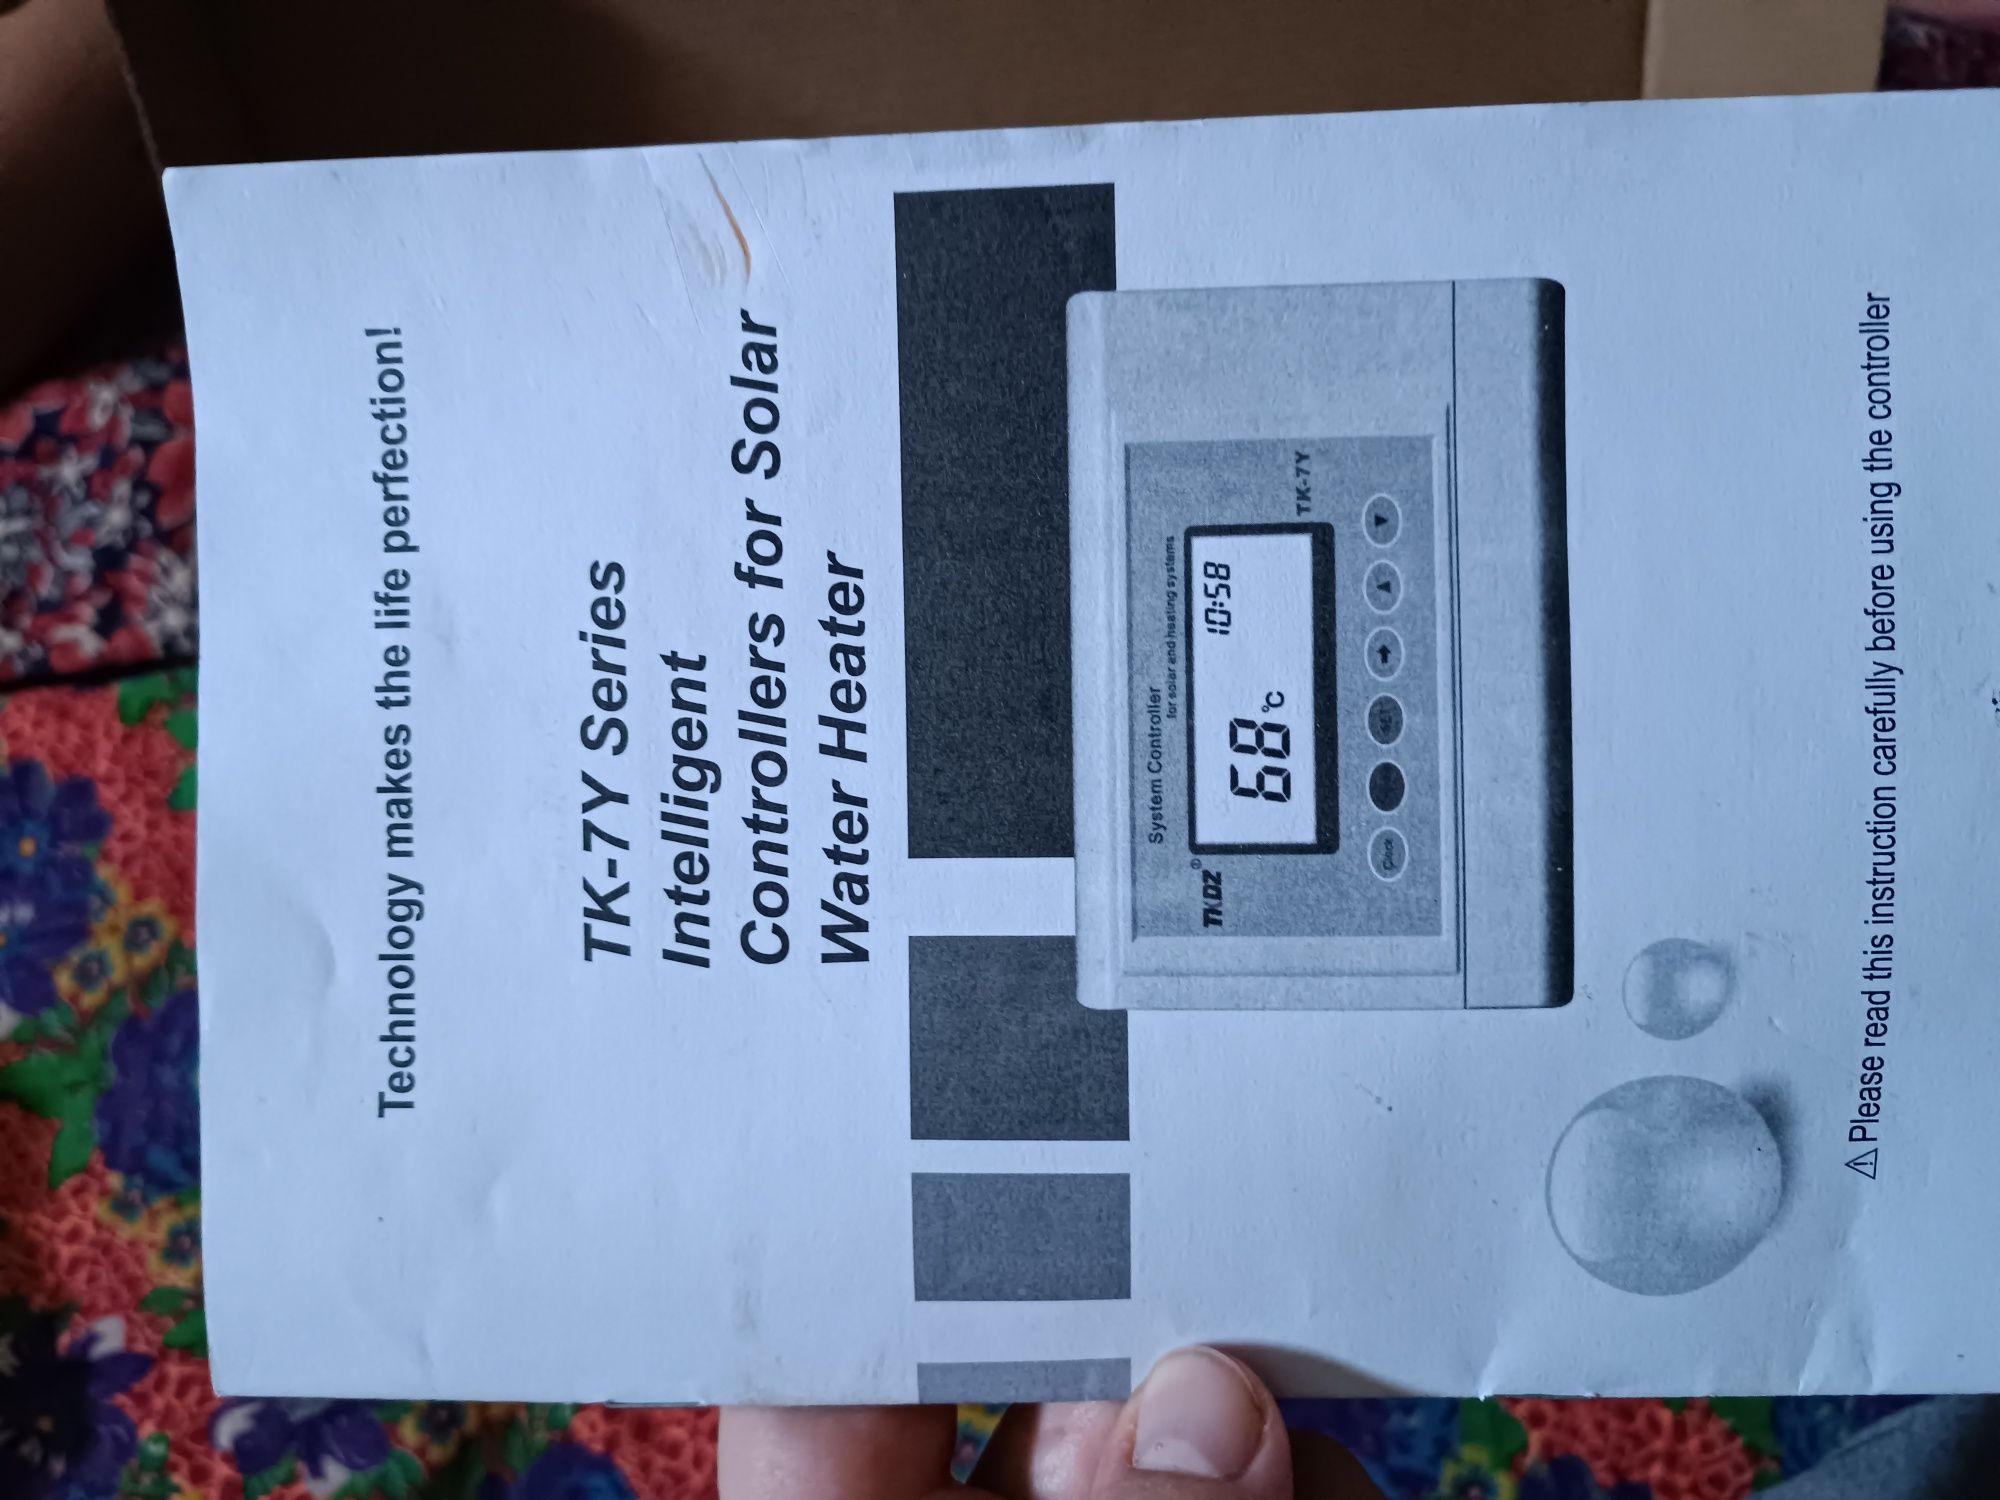 Technology makes the life perfection!
TK-7Y Series
Intelligent
Controllers for Solar
Water Heater
TKDZ®
System Controller
for solar and heating systems
68°C
10:58
TK-7Y
Clock
SET
⚠Please read this instruction carefully before using the controller